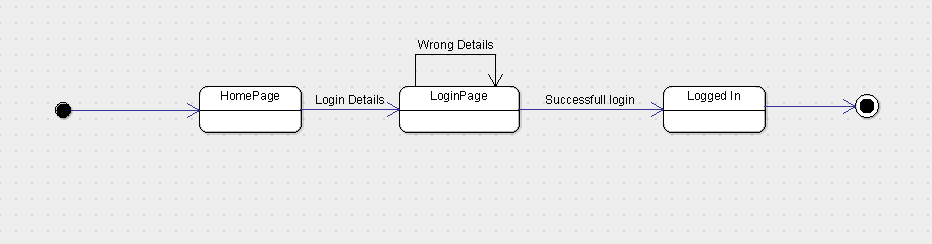 Wrong Details
HomePage
Login Details
LoginPage
Successfull login
Logged In